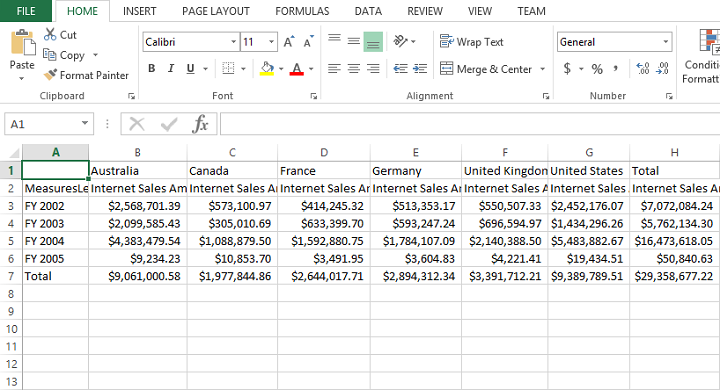 FILE HOME INSERT PAGE LAYOUT FORMULAS DATA REVIEW VIEW TEAM
Paste
Cut
Copy
Format Painter
Clipboard
Calibri 11 A A
B I U A
Font
Wrap Text
Merge & Center
Alignment
General
$ % , .0 .00 .00 .0
Number
Conditi
Formatt
A1 fx
A B C D E F G H
1 Australia Canada France Germany United Kingdon United States Total
2 MeasuresLe Internet Sales Am Internet Sales Ar Internet Sales Ar Internet Sales Ar Internet Sales A Internet Sales Internet Sales Ar
3 FY 2002 $2,568,701.39 $573,100.97 $414,245.32 $513,353.17 $550,507.33 $2,452,176.07 $7,072,084.24
4 FY 2003 $2,099,585.43 $305,010.69 $633,399.70 $593,247.24 $696,594.97 $1,434,296.26 $5,762,134.30
5 FY 2004 $4,383,479.54 $1,088,879.50 $1,592,880.75 $1,784,107.09 $2,140,388.50 $5,483,882.67 $16,473,618.05
6 FY 2005 $9,234.23 $10,853.70 $3,491.95 $3,604.83 $4,221.41 $19,434.51 $50,840.63
7 Total $9,061,000.58 $1,977,844.86 $2,644,017.71 $2,894,312.34 $3,391,712.21 $9,389,789.51 $29,358,677.22
8
9
10
11
12
13